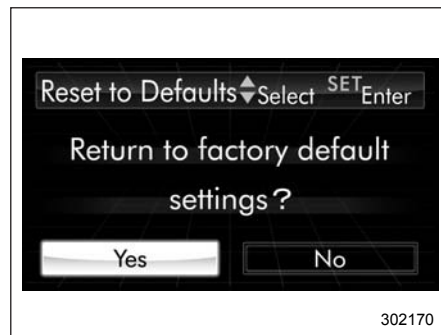 Reset to Defaults Select SET Enter
Return to factory default
settings?
Yes No
302170